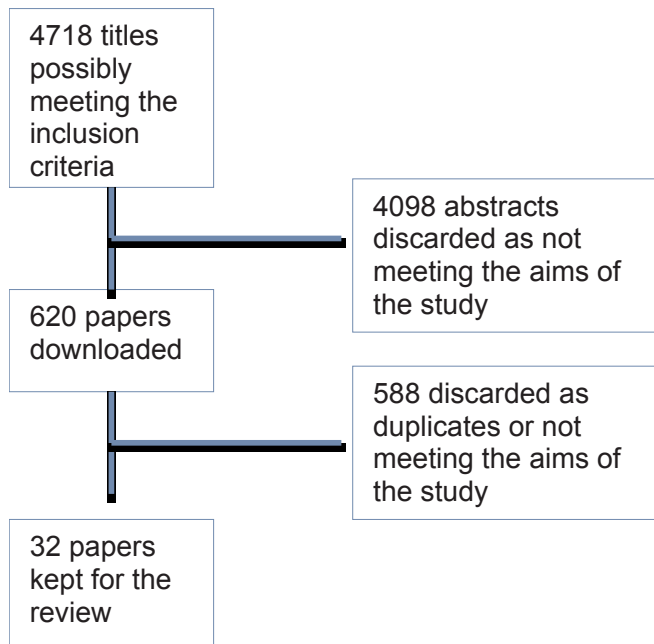 4718 titles
possibly
meeting the
inclusion
criteria
4098 abstracts
discarded as not
meeting the aims of
the study
620 papers
downloaded
588 discarded as
duplicates or not
meeting the aims of
the study
32 papers
kept for the
review